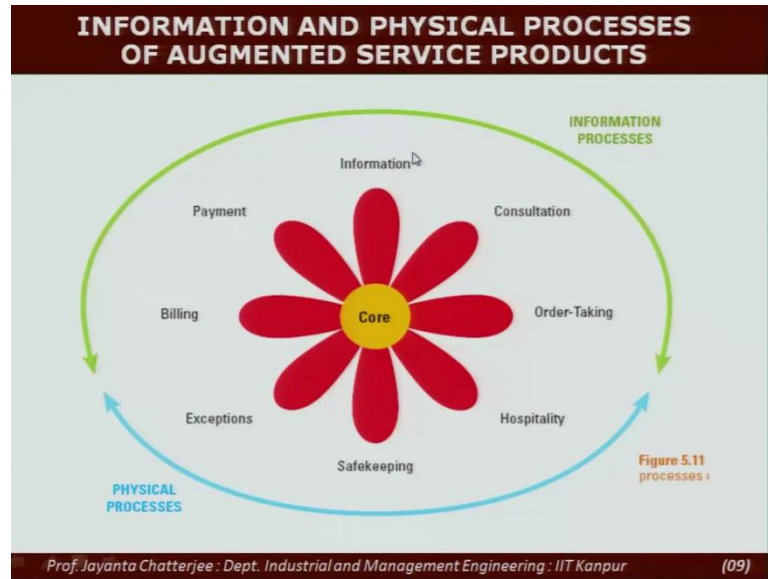 INFORMATION AND PHYSICAL PROCESSES
OF AUGMENTED SERVICE PRODUCTS
INFORMATION
PROCESSES
Information
Payment
Consultation
Billing
Core
Order-Taking
Exceptions
Hospitality
Safekeeping
Figure 5.11
processes
PHYSICAL
PROCESSES
Prof. Jayanta Chatterjee : Dept. Industrial and Management Engineering : IIT Kanpur (09)